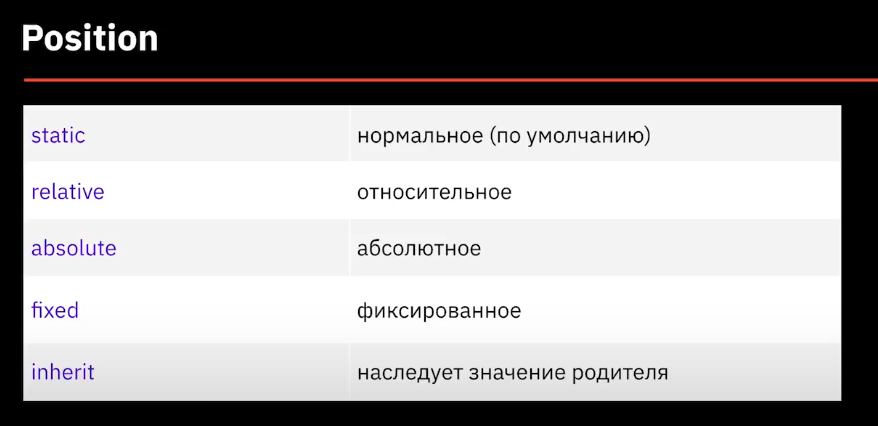 Position
static нормальное (по умолчанию)
relative относительное
absolute абсолютное
fixed фиксированное
inherit наследует значение родителя